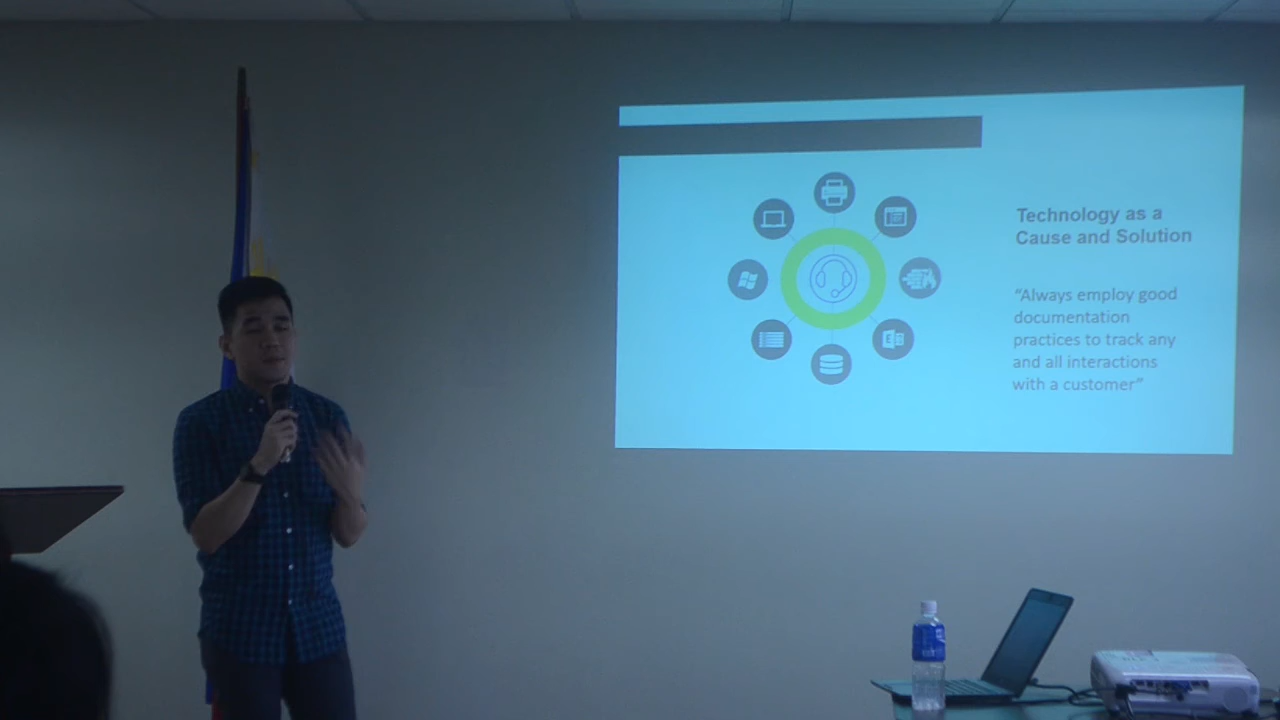 Technology as a
Cause and Solution
“Always employ good
documentation
practices to track any
and all interactions
with a customer”